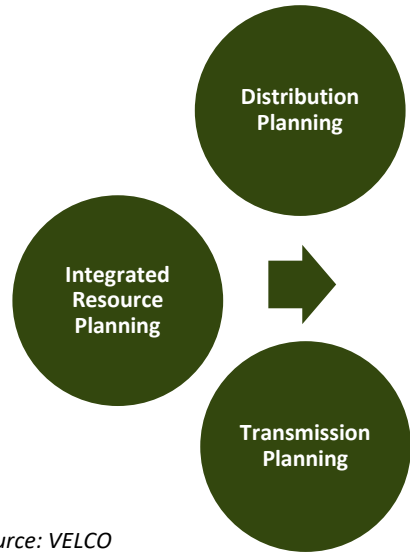 Distribution
Planning
Integrated
Resource
Planning
Transmission
Planning
urce: VELCO